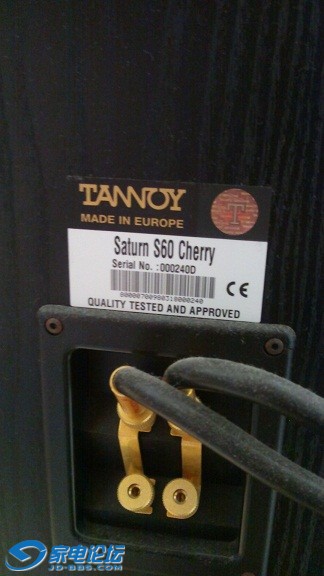 TANNOY
MADE IN EUROPE
T
Saturn S60 Cherry
Serial No. :000240D
CE
QUALITY TESTED AND APPROVED
S家电论坛
JD-BBS.COM